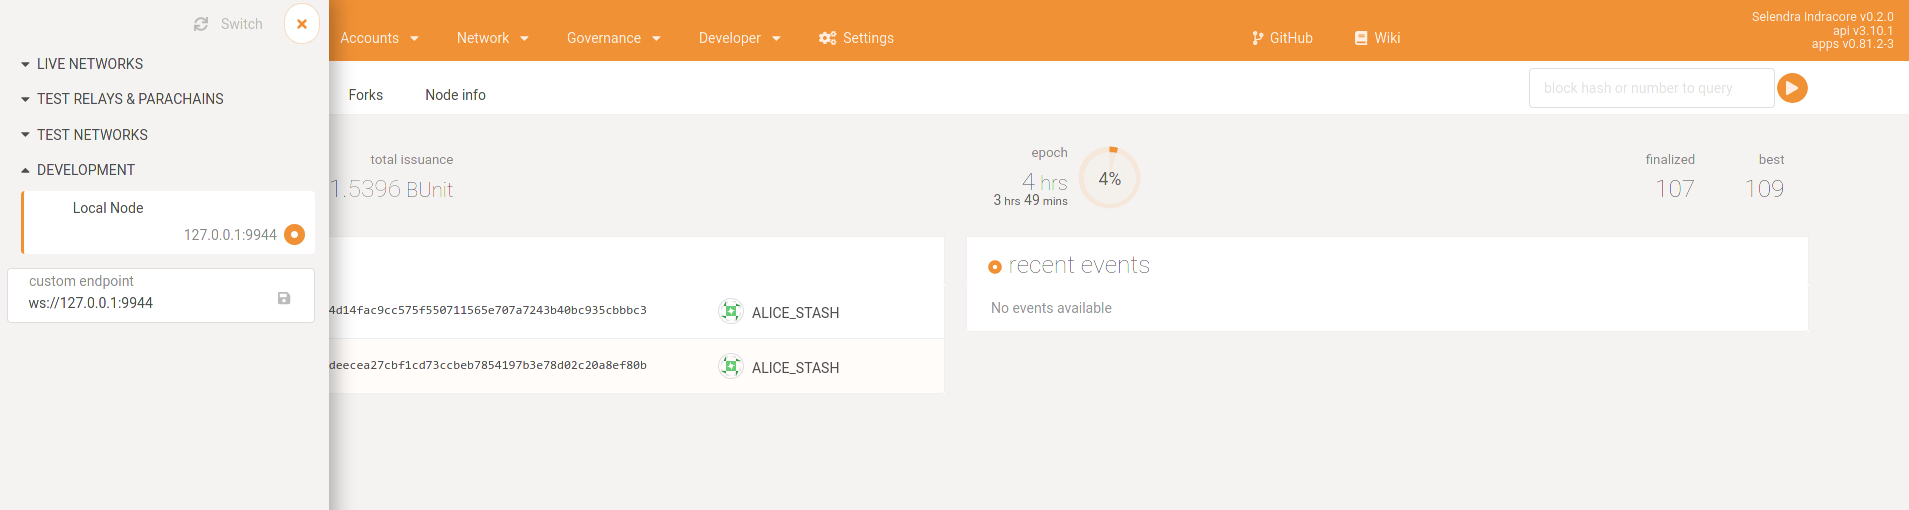 Switch
LIVE NETWORKS
TEST RELAYS & PARACHAINS
TEST NETWORKS
DEVELOPMENT
Local Node
127.0.0.1:9944
custom endpoint
ws://127.0.0.1:9944
Accounts Network Governance Developer Settings GitHub Wiki
Selendra Indracore v0.2.0
api v3.10.1
apps v0.81.2-3
Forks Node info
block hash or number to query
total issuance
1.5396 BUnit
epoch
4 hrs
3 hrs 49 mins
4%
finalized
107
best
109
4d14fac9cc575f550711565e707a7243b40bc935cbbbc3 ALICE_STASH
deecea27cbf1cd73ccbeb7854197b3e78d02c20a8ef80b ALICE_STASH
recent events
No events available